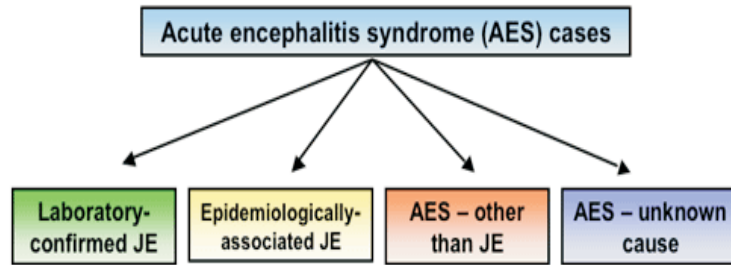 Acute encephalitis syndrome (AES) cases
Laboratory-
confirmed JE
Epidemiologically-
associated JE
AES – other
than JE
AES – unknown
cause